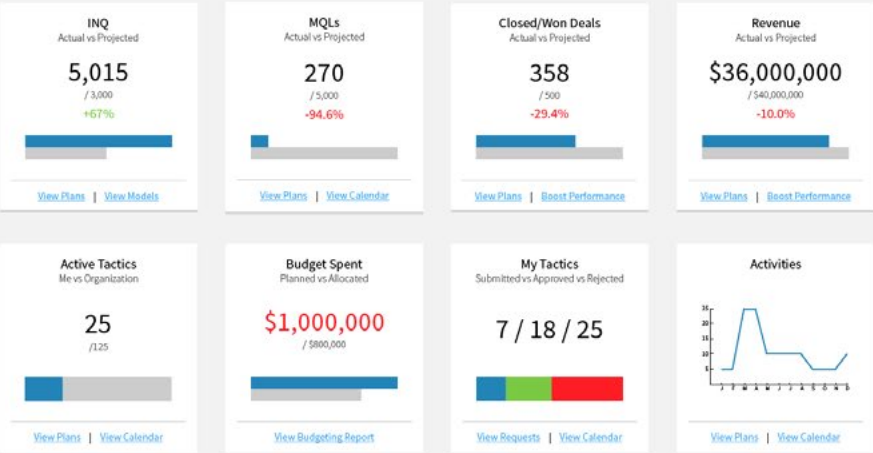 INQ
Actual vs Projected
5,015
/ 3,000
+67%
View Plans | View Models
MQLs
Actual vs Projected
270
/ 5,000
-94.6%
View Plans | View Calendar
Closed/Won Deals
Actual vs Projected
358
/ 500
-29.4%
View Plans | Boost Performance
Revenue
Actual vs Projected
$36,000,000
/ $40,000,000
-10.0%
View Plans | Boost Performance
Active Tactics
Me vs Organization
25
/125
View Plans | View Calendar
Budget Spent
Planned vs Allocated
$1,000,000
/ $800,000
View Budgeting Report
My Tactics
Submitted vs Approved vs Rejected
7 / 18 / 25
View Requests | View Calendar
Activities
20
15
10
5
J F M A M J J A S O N D
View Plans | View Calendar